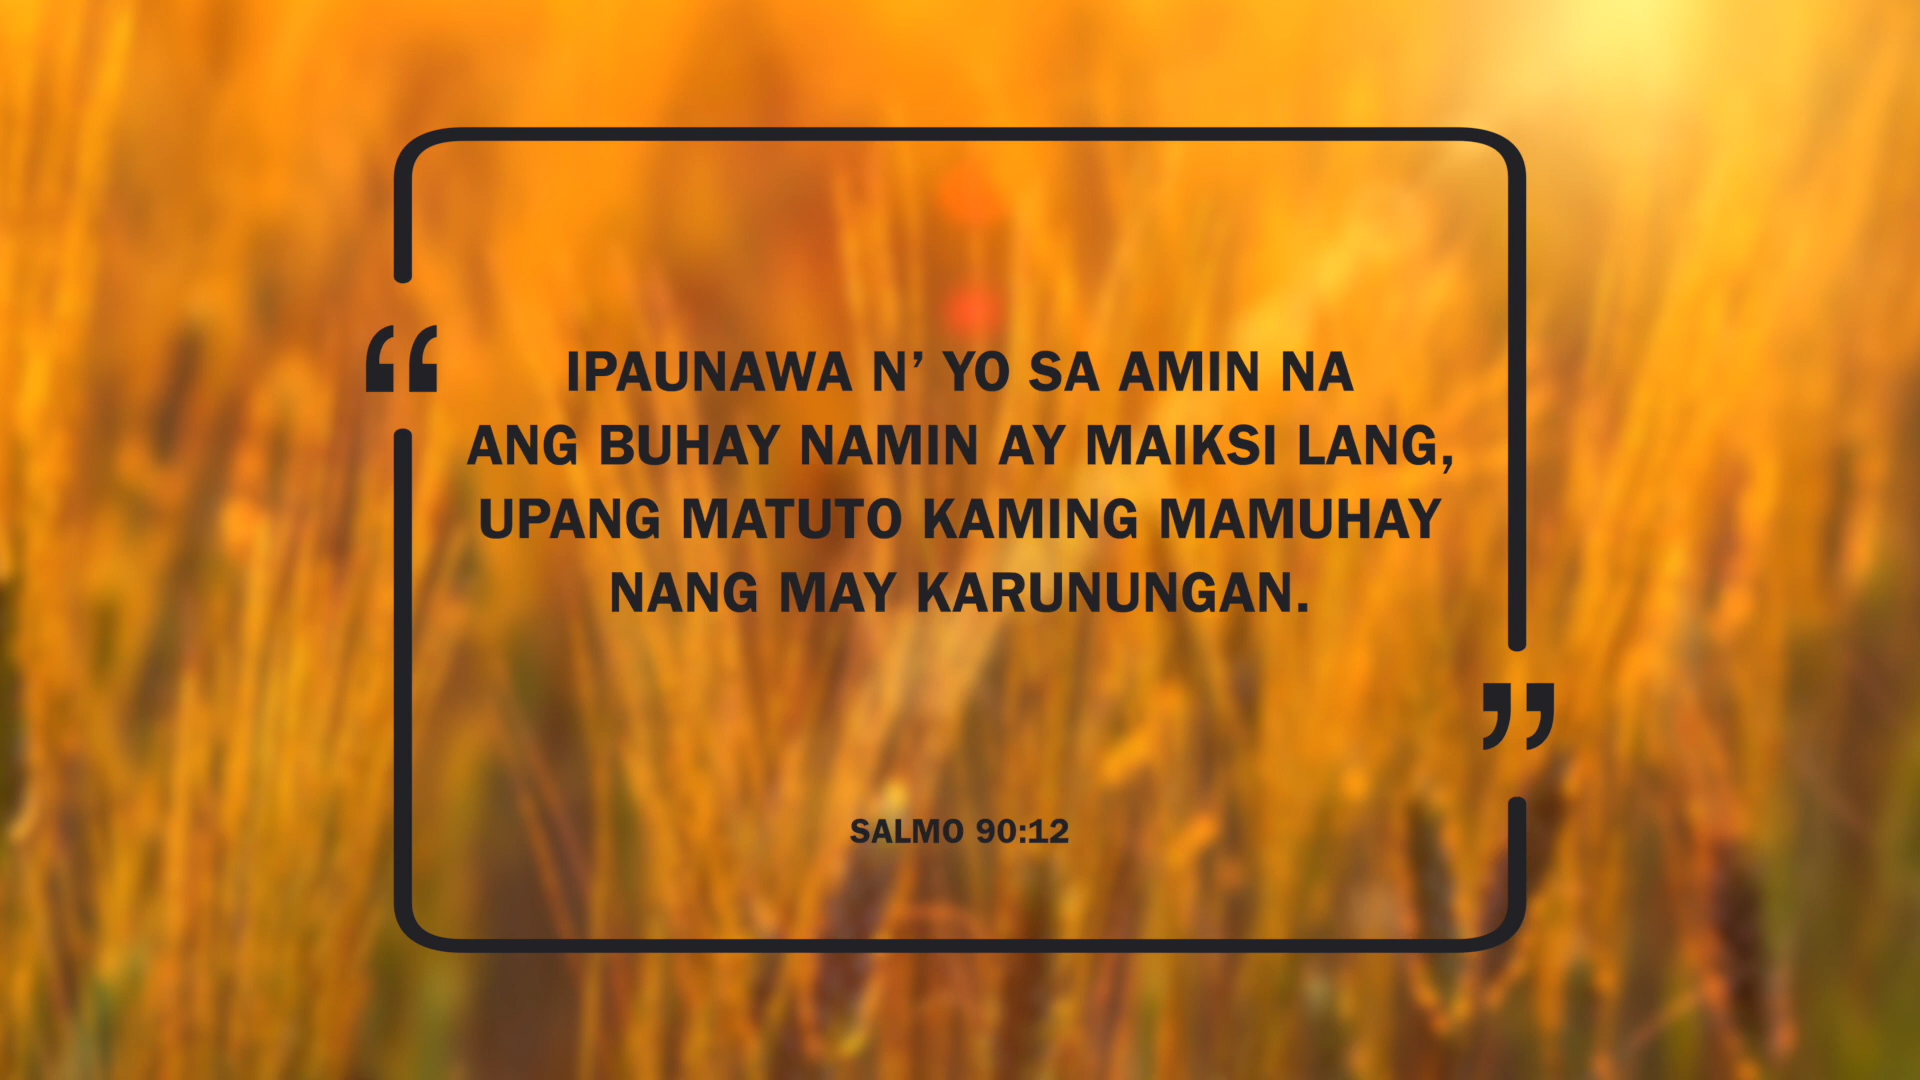 “
IPAUNAWA N’ YO SA AMIN NA
ANG BUHAY NAMIN AY MAIKSI LANG,
UPANG MATUTO KAMING MAMUHAY
NANG MAY KARUNUNGAN.
”
SALMO 90:12